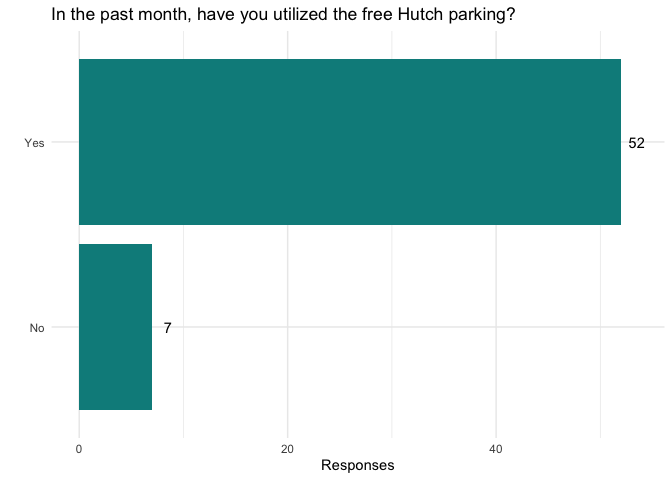 In the past month, have you utilized the free Hutch parking?
Yes
52
No
7
0 20 40
Responses